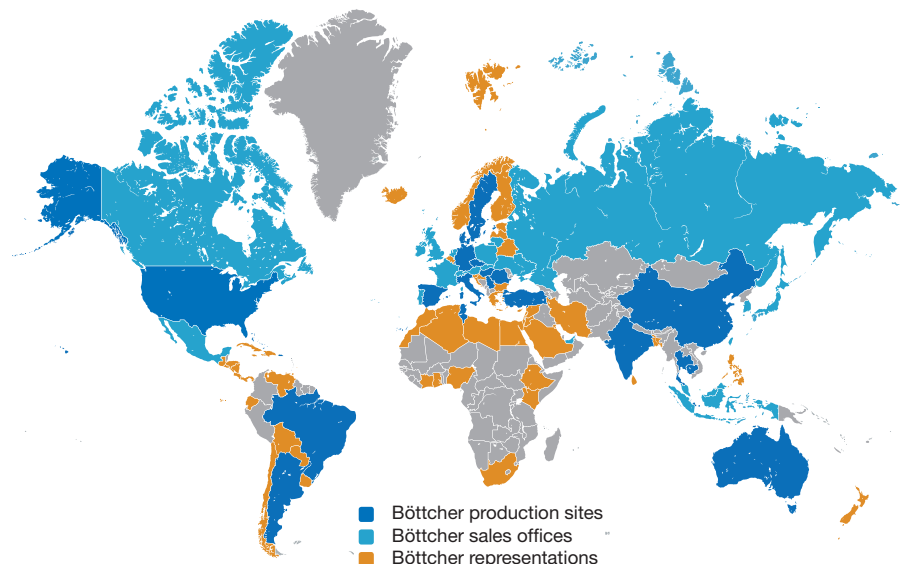 Böttcher production sites
Böttcher sales offices
Böttcher representations